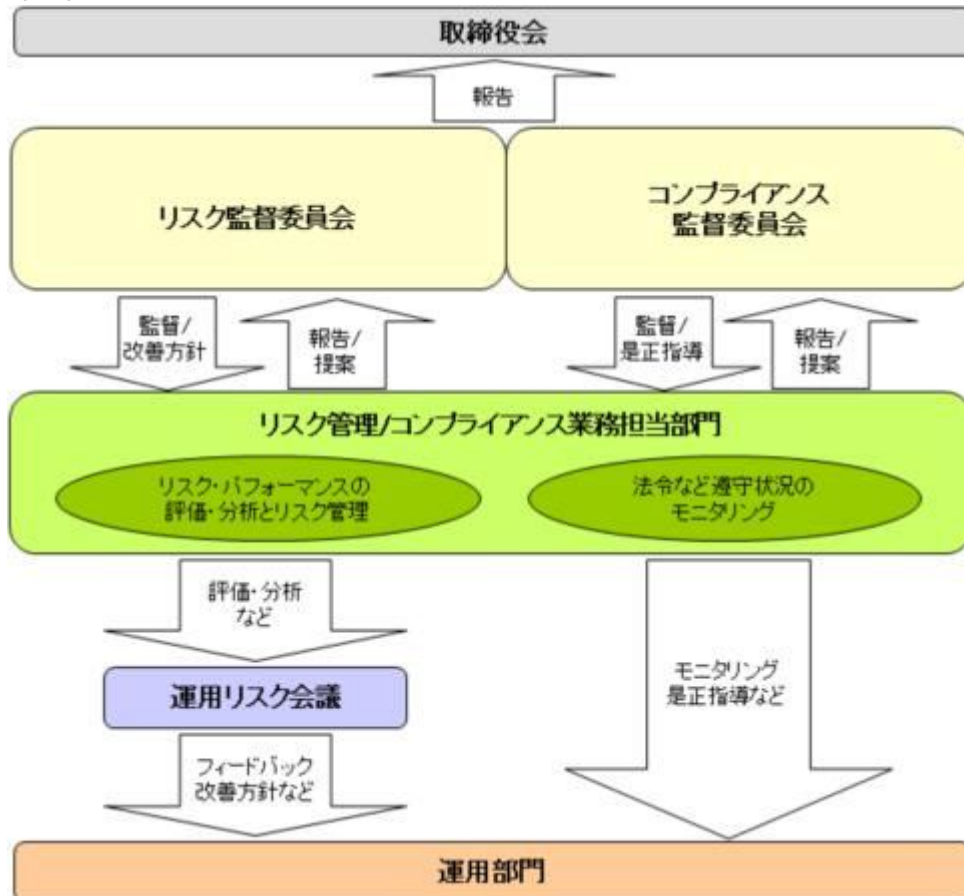 取締役会
報告
リスク監督委員会
コンプライアンス
監督委員会
監督/
改善方針
報告/
提案
監督/
是正指導
報告/
提案
リスク管理/コンプライアンス業務担当部門
リスク・パフォーマンスの
評価・分析とリスク管理
法令など遵守状況の
モニタリング
評価・分析
など
運用リスク会議
フィードバック
改善方針など
モニタリング
是正指導など
運用部門